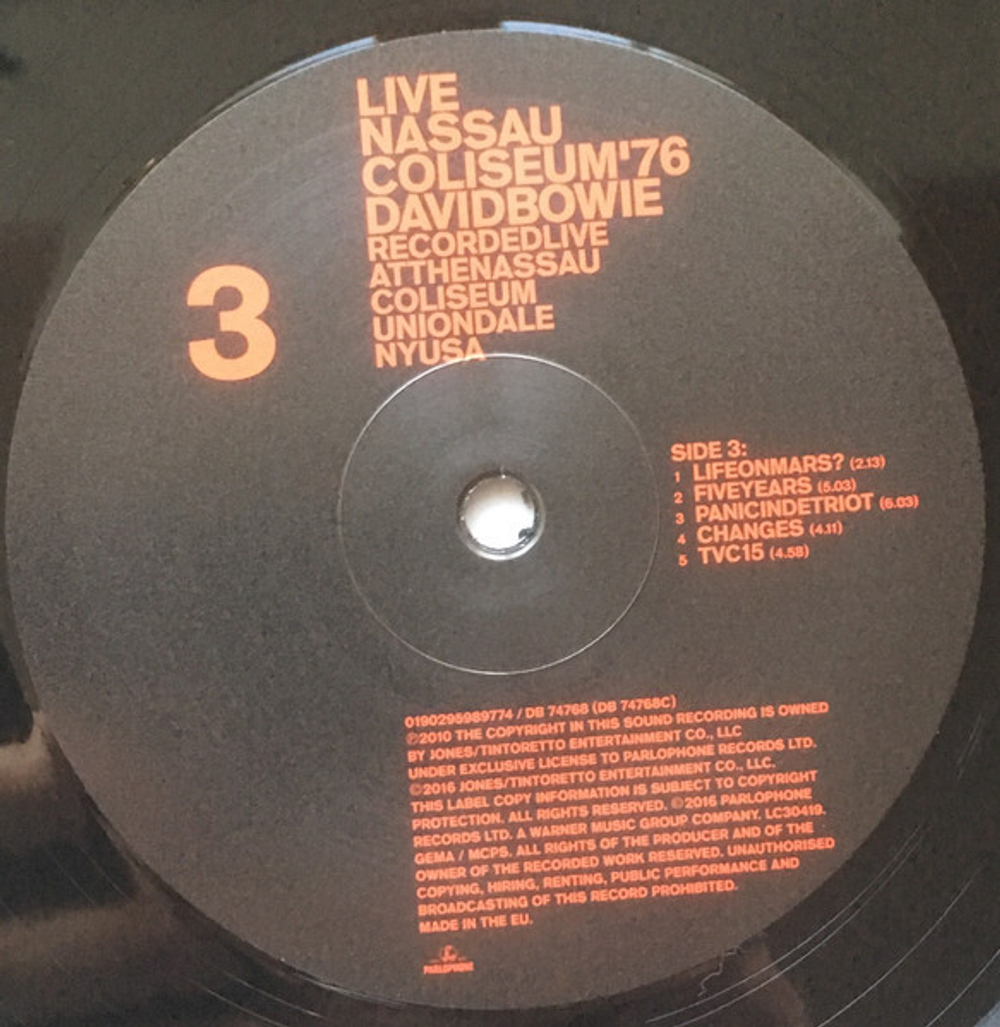 LIVE
NASSAU
COLISEUM'76
DAVIDBOWIE
RECORDEDLIVE
ATTHENASSAU
COLISEUM
UNIONDALE
NYUSA
3
SIDE 3:
1 LIFEONMARS? (2.13)
2 FIVEYEARS (5.03)
3 PANICINDETRIOT (6.03)
4 CHANGES (4.11)
5 TVC15 (4.58)
0190295989774 / DB 74768 (DB 74768C)
℗2010 THE COPYRIGHT IN THIS SOUND RECORDING IS OWNED
BY JONES/TINTORETTO ENTERTAINMENT CO., LLC
UNDER EXCLUSIVE LICENSE TO PARLOPHONE RECORDS LTD.
©2016 JONES/TINTORETTO ENTERTAINMENT CO., LLC.
THIS LABEL COPY INFORMATION IS SUBJECT TO COPYRIGHT
PROTECTION. ALL RIGHTS RESERVED. ©2016 PARLOPHONE
RECORDS LTD. A WARNER MUSIC GROUP COMPANY. LC30419.
GEMA / MCPS. ALL RIGHTS OF THE PRODUCER AND OF THE
OWNER OF THE RECORDED WORK RESERVED. UNAUTHORISED
COPYING, HIRING, RENTING, PUBLIC PERFORMANCE AND
BROADCASTING OF THIS RECORD PROHIBITED.
MADE IN THE EU.
PARLOPHONE